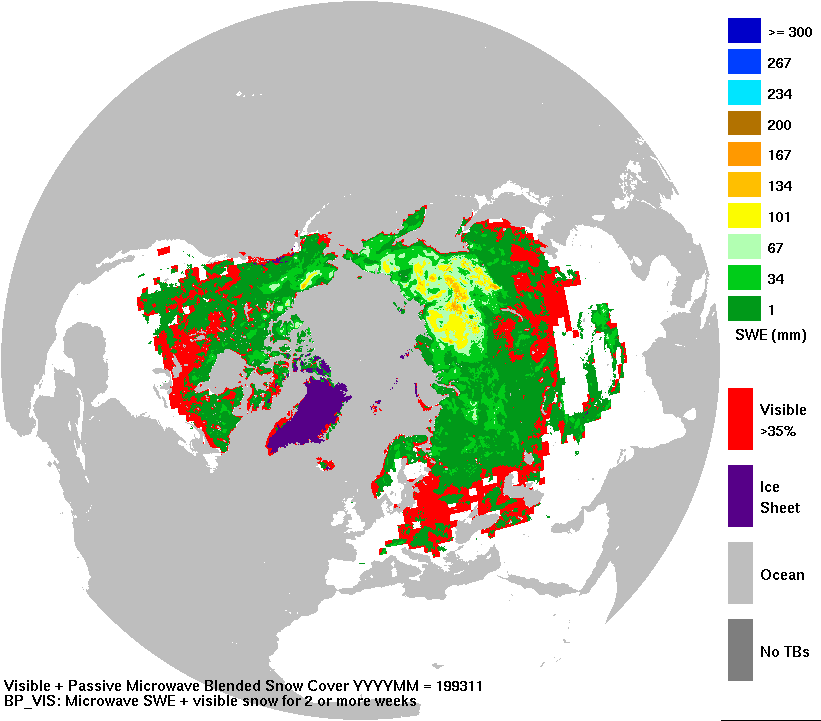 >= 300
267
234
200
167
134
101
67
34
1
SWE (mm)
Visible
>35%
Ice
Sheet
Ocean
No TBs
Visible + Passive Microwave Blended Snow Cover YYYYMM = 199311
BP_VIS: Microwave SWE + visible snow for 2 or more weeks